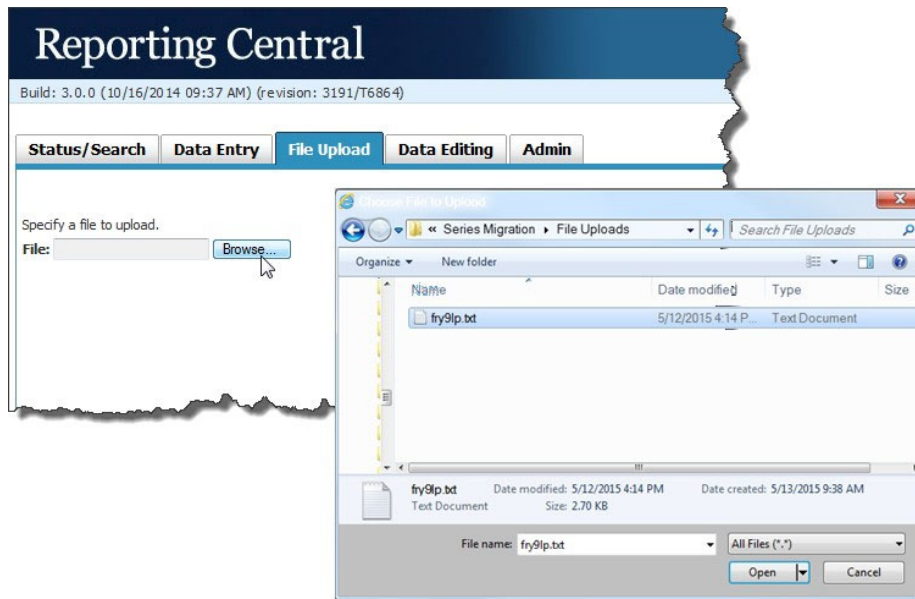 Reporting Central
Build: 3.0.0 (10/16/2014 09:37 AM) (revision: 3191/T6864)
Status/Search Data Entry File Upload Data Editing Admin
Specify a file to upload.
File: Browse...
Choose File to Upload
« Series Migration File Uploads Search File Uploads
Organize New folder
Name Date modified Type Size
fry9lp.txt 5/12/2015 4:14 P... Text Document
fry9lp.txt Date modified: 5/12/2015 4:14 PM Date created: 5/13/2015 9:38 AM
Text Document Size: 2.70 KB
File name: fry9lp.txt All Files (*.*)
Open Cancel